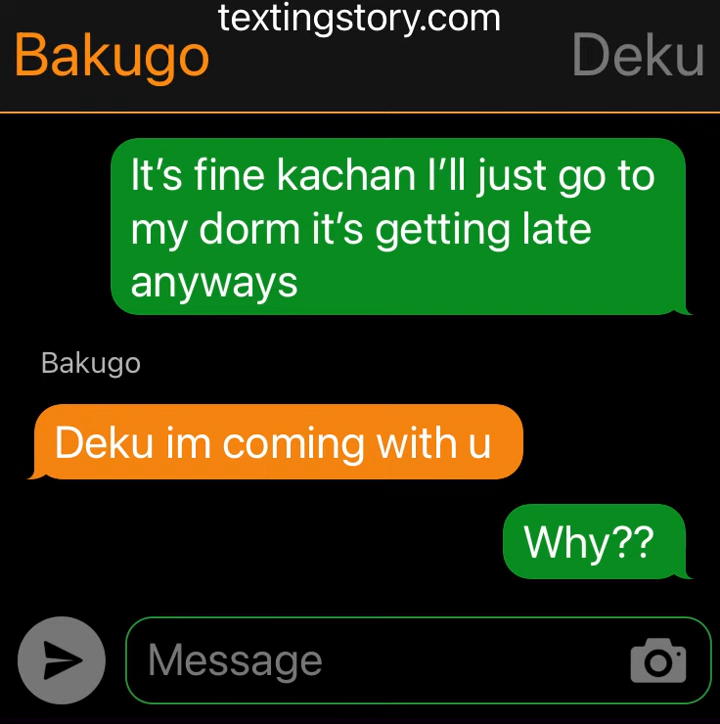 textingstory.com
Bakugo
Deku
It’s fine kachan I’ll just go to
my dorm it’s getting late
anyways
Bakugo
Deku im coming with u
Why??
Message